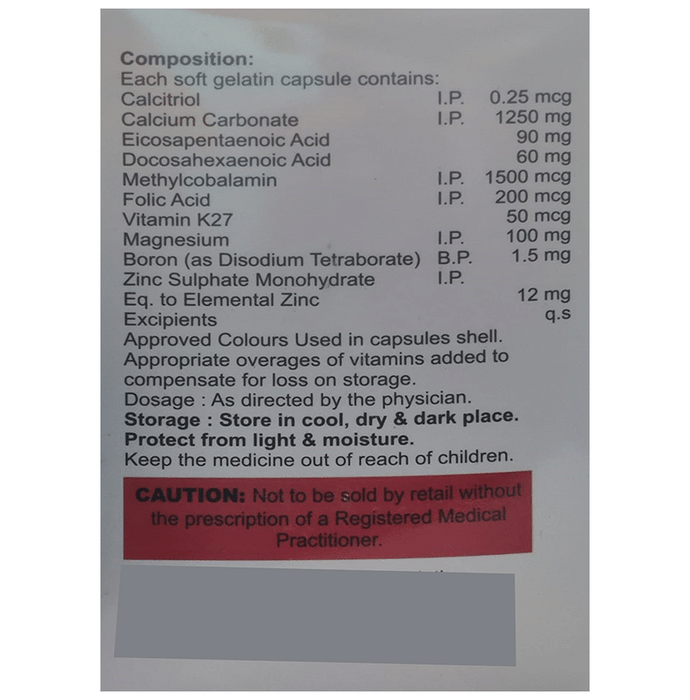 Composition:
Each soft gelatin capsule contains:
Calcitriol I.P. 0.25 mcg
Calcium Carbonate I.P. 1250 mg
Eicosapentaenoic Acid 90 mg
Docosahexaenoic Acid 60 mg
Methylcobalamin I.P. 1500 mcg
Folic Acid I.P. 200 mcg
Vitamin K27 50 mcg
Magnesium I.P. 100 mg
Boron (as Disodium Tetraborate) B.P. 1.5 mg
Zinc Sulphate Monohydrate I.P.
Eq. to Elemental Zinc 12 mg
Excipients q.s
Approved Colours Used in capsules shell.
Appropriate overages of vitamins added to
compensate for loss on storage.
Dosage : As directed by the physician.
Storage : Store in cool, dry & dark place.
Protect from light & moisture.
Keep the medicine out of reach of children.
CAUTION: Not to be sold by retail without
the prescription of a Registered Medical
Practitioner.